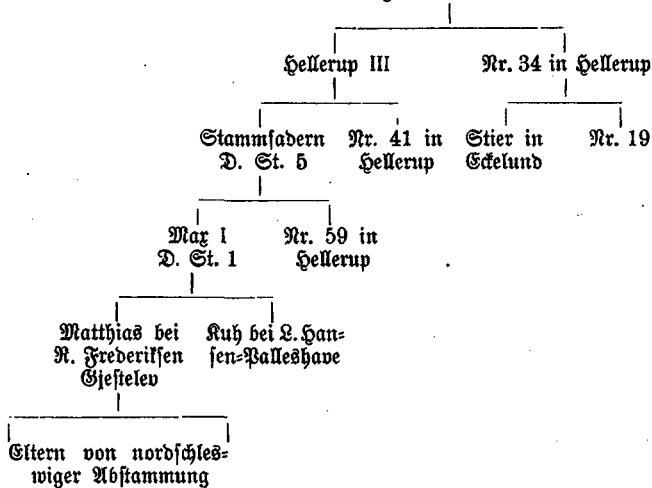 Hellerup III Nr. 34 in Hellerup
Stammfadern Nr. 41 in Stier in Nr. 19
D. St. 5 Hellerup Eckelund
Max I Nr. 59 in
D. St. 1 Hellerup
Matthias bei Kuh bei L. Han-
R. Frederiksen sen-Palleshave
Gjestelev
Eltern von nordschles-
wiger Abstammung